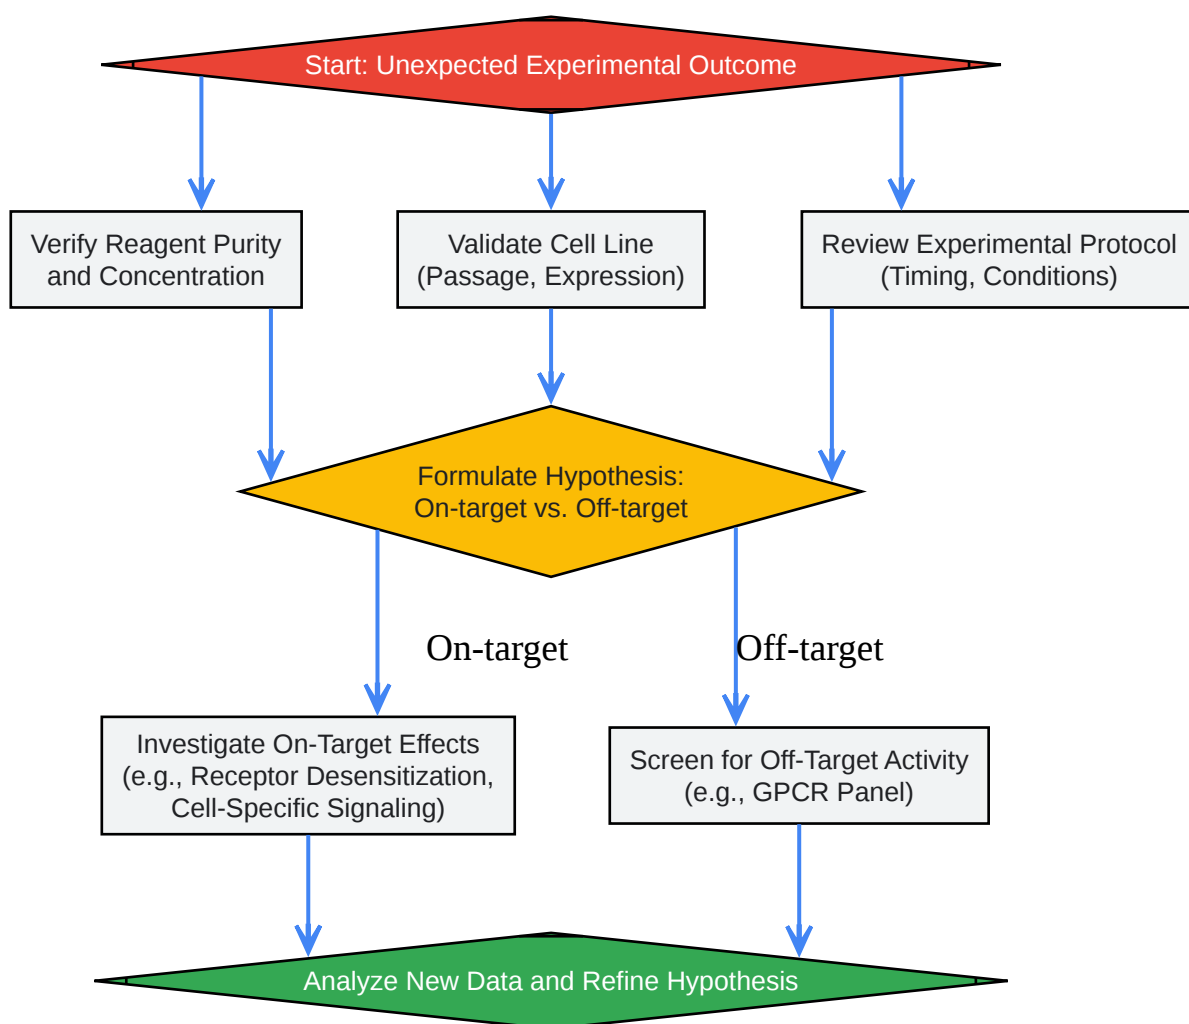 Start: Unexpected Experimental Outcome
Verify Reagent Purity
and Concentration
Validate Cell Line
(Passage, Expression)
Review Experimental Protocol
(Timing, Conditions)
Formulate Hypothesis:
On-target vs. Off-target
On-target
Off-target
Investigate On-Target Effects
(e.g., Receptor Desensitization,
Cell-Specific Signaling)
Screen for Off-Target Activity
(e.g., GPCR Panel)
Analyze New Data and Refine Hypothesis